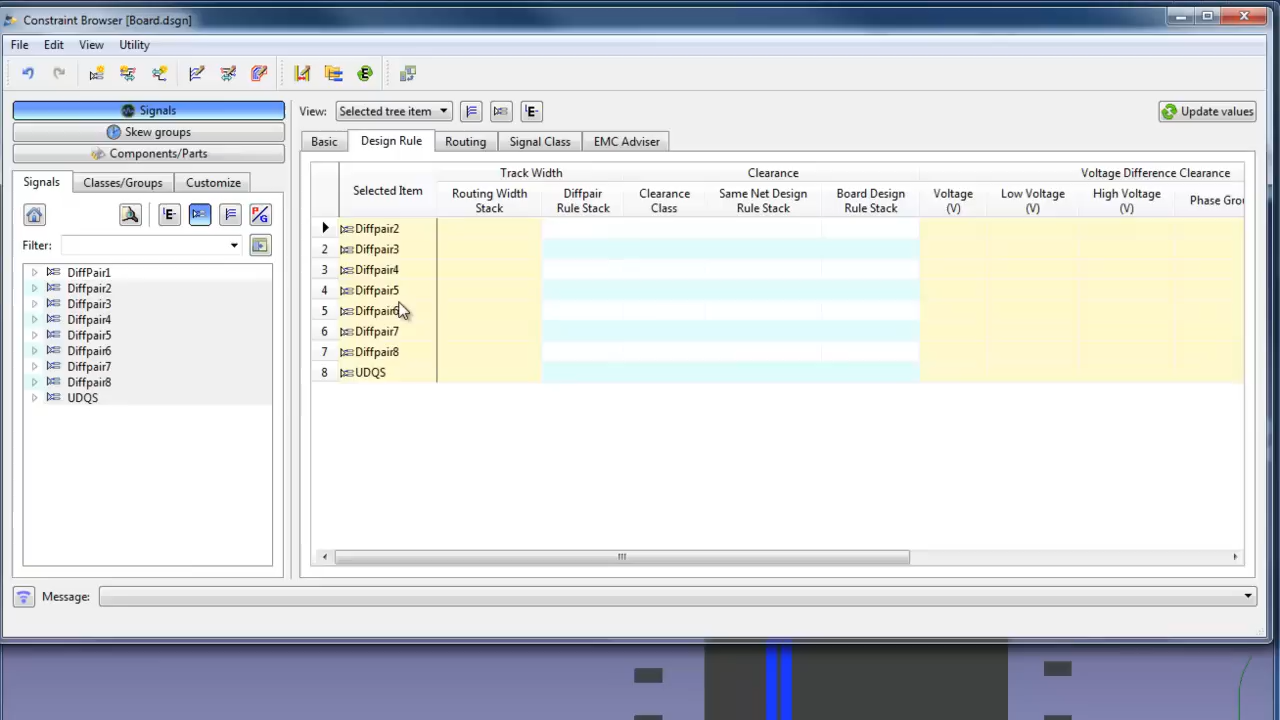 Constraint Browser [Board.dsgn]
File Edit View Utility
Signals
Skew groups
Components/Parts
Signals Classes/Groups Customize
Filter:
DiffPair1
Diffpair2
Diffpair3
Diffpair4
Diffpair5
Diffpair6
Diffpair7
Diffpair8
UDQS
View: Selected tree item Update values
Basic Design Rule Routing Signal Class EMC Adviser
Track Width Clearance Voltage Difference Clearance
Selected Item Routing Width Stack Diffpair Rule Stack Clearance Class Same Net Design Rule Stack Board Design Rule Stack Voltage (V) Low Voltage (V) High Voltage (V) Phase Grou
Diffpair2
2 Diffpair3
3 Diffpair4
4 Diffpair5
5 Diffpair6
6 Diffpair7
7 Diffpair8
8 UDQS
Message: